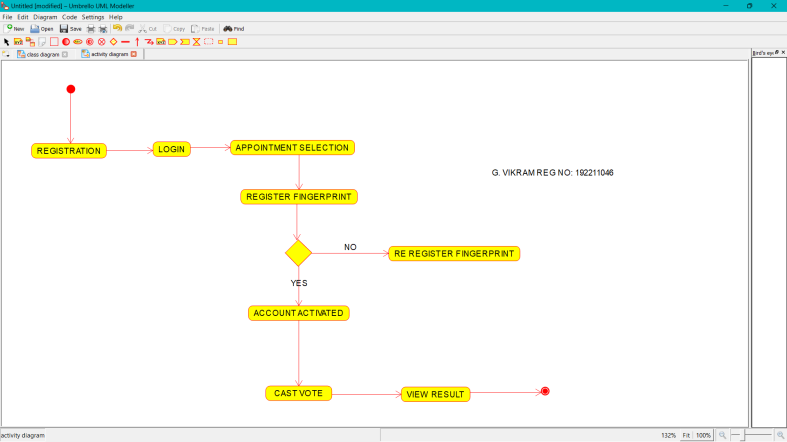 Untitled [modified] – Umbrello UML Modeller
File Edit Diagram Code Settings Help
New Open Save Cut Copy Paste Find
class diagram activity diagram
Bird's eye
REGISTRATION LOGIN APPOINTMENT SELECTION
G. VIKRAM REG NO: 192211046
REGISTER FINGERPRINT
NO
RE REGISTER FINGERPRINT
YES
ACCOUNT ACTIVATED
CAST VOTE VIEW RESULT
activity diagram 132% Fit 100%